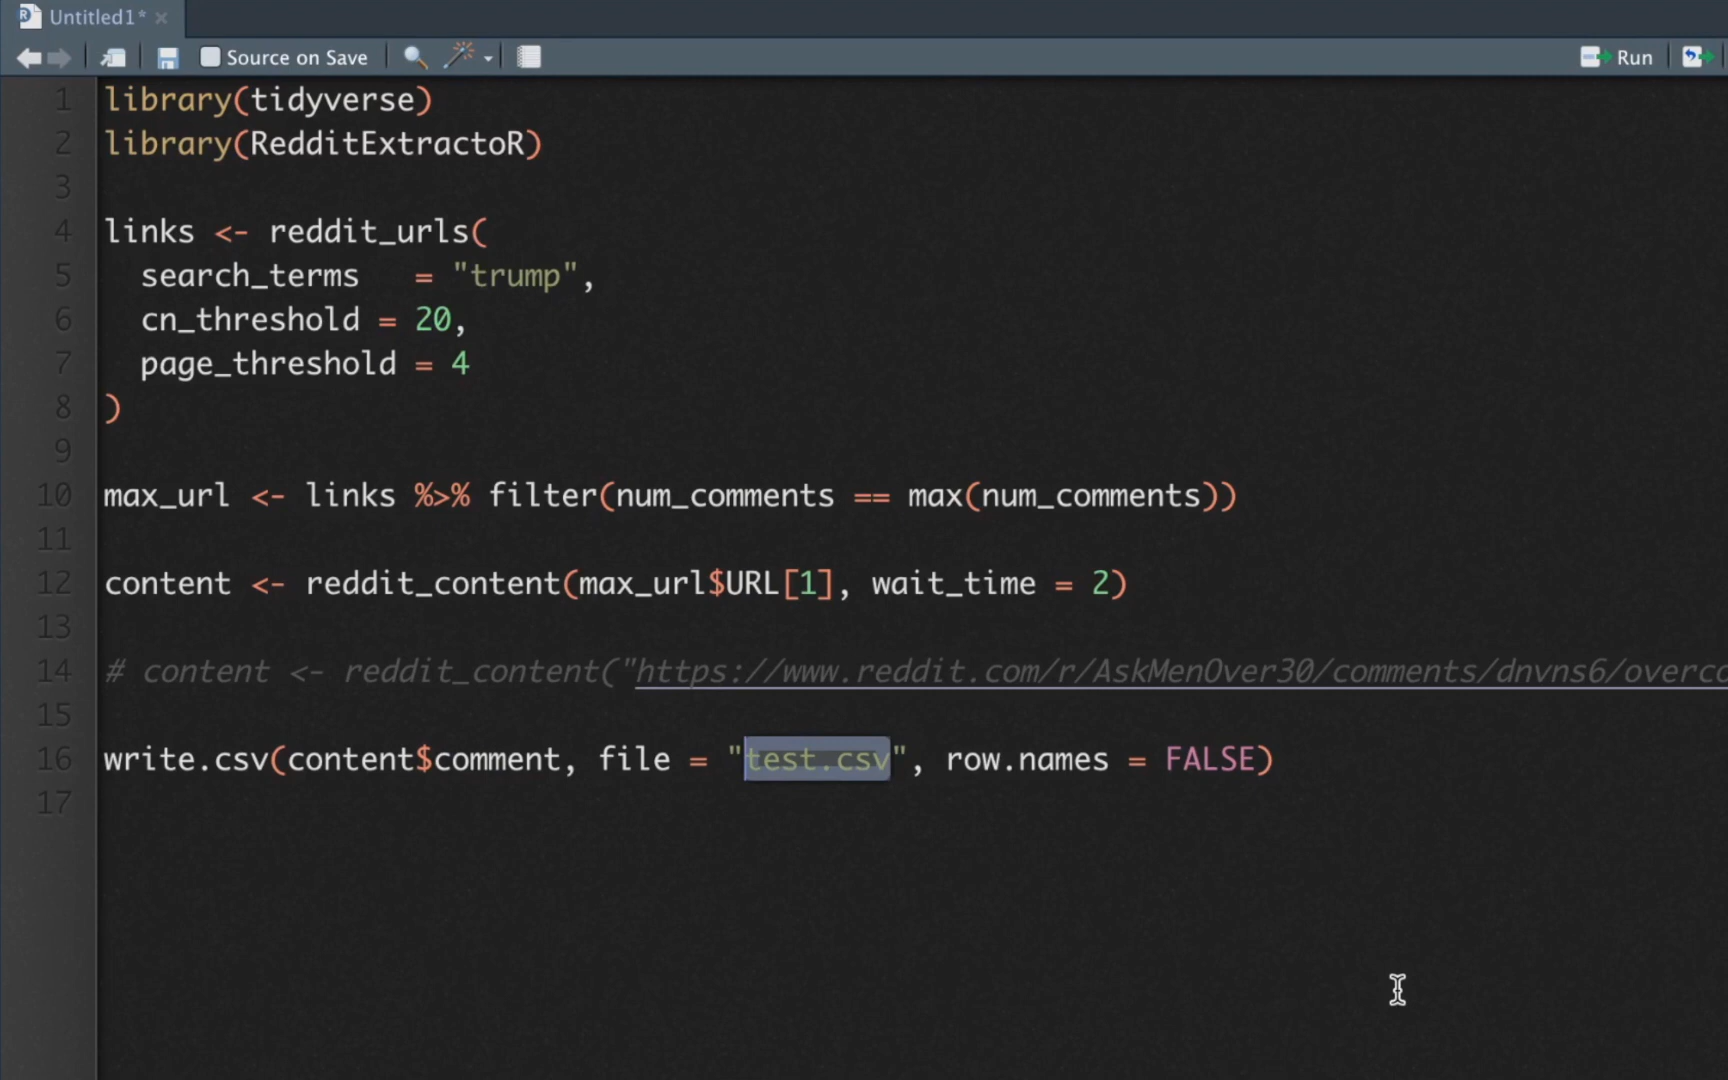 Untitled1*
Source on Save
Run
1 library(tidyverse)
2 library(RedditExtractoR)
3
4 links <- reddit_urls(
5   search_terms   = "trump",
6   cn_threshold = 20,
7   page_threshold = 4
8 )
9
10 max_url <- links %>% filter(num_comments == max(num_comments))
11
12 content <- reddit_content(max_url$URL[1], wait_time = 2)
13
14 # content <- reddit_content("https://www.reddit.com/r/AskMenOver30/comments/dnvns6/overco
15
16 write.csv(content$comment, file = "test.csv", row.names = FALSE)
17